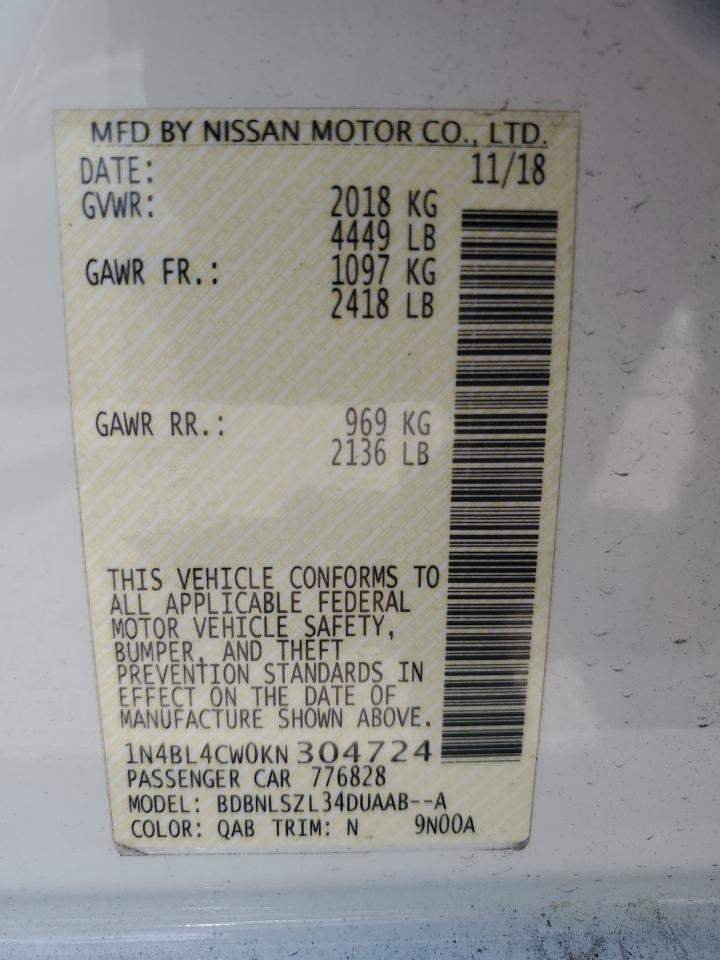 MFD BY NISSAN MOTOR CO., LTD.
DATE: 11/18
GVWR: 2018 KG
4449 LB
GAWR FR.: 1097 KG
2418 LB
GAWR RR.: 969 KG
2136 LB
THIS VEHICLE CONFORMS TO
ALL APPLICABLE FEDERAL
MOTOR VEHICLE SAFETY,
BUMPER, AND THEFT
PREVENTION STANDARDS IN
EFFECT ON THE DATE OF
MANUFACTURE SHOWN ABOVE.
1N4BL4CW0KN304724
PASSENGER CAR 776828
MODEL: BDBNLSZL34DUAAB--A
COLOR: QAB TRIM: N 9N00A